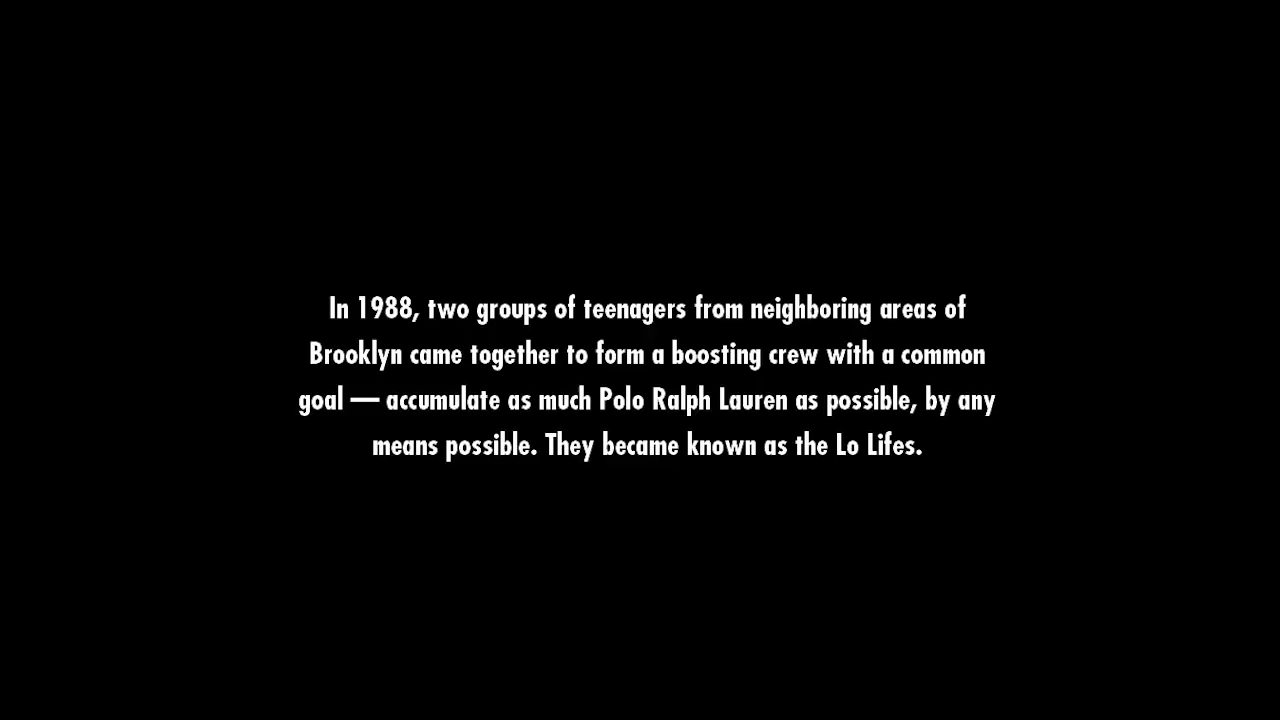 In 1988, two groups of teenagers from neighboring areas of
Brooklyn came together to form a boosting crew with a common
goal — accumulate as much Polo Ralph Lauren as possible, by any
means possible. They became known as the Lo Lifes.